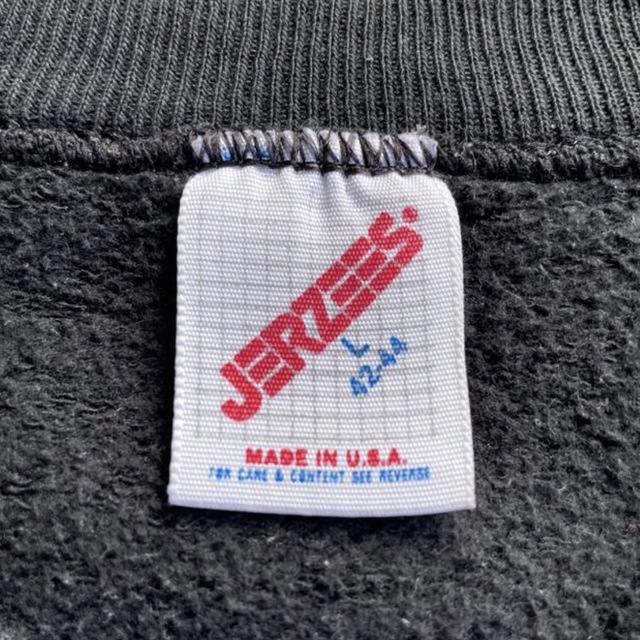 JERZEES.
L
42-44
MADE IN U.S.A.
FOR CARE & CONTENT SEE REVERSE